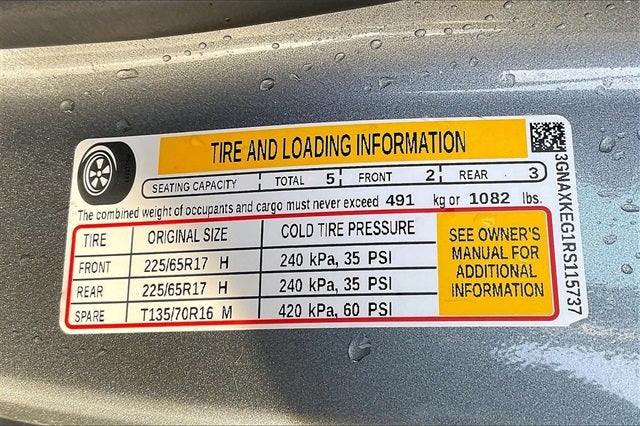 TIRE AND LOADING INFORMATION
SEATING CAPACITY TOTAL 5 FRONT 2 REAR 3
The combined weight of occupants and cargo must never exceed 491 kg or 1082 lbs.
TIRE ORIGINAL SIZE COLD TIRE PRESSURE
FRONT 225/65R17 H 240 kPa, 35 PSI
REAR 225/65R17 H 240 kPa, 35 PSI
SPARE T135/70R16 M 420 kPa, 60 PSI
SEE OWNER'S
MANUAL FOR
ADDITIONAL
INFORMATION
3GNAXKEG1RS115737